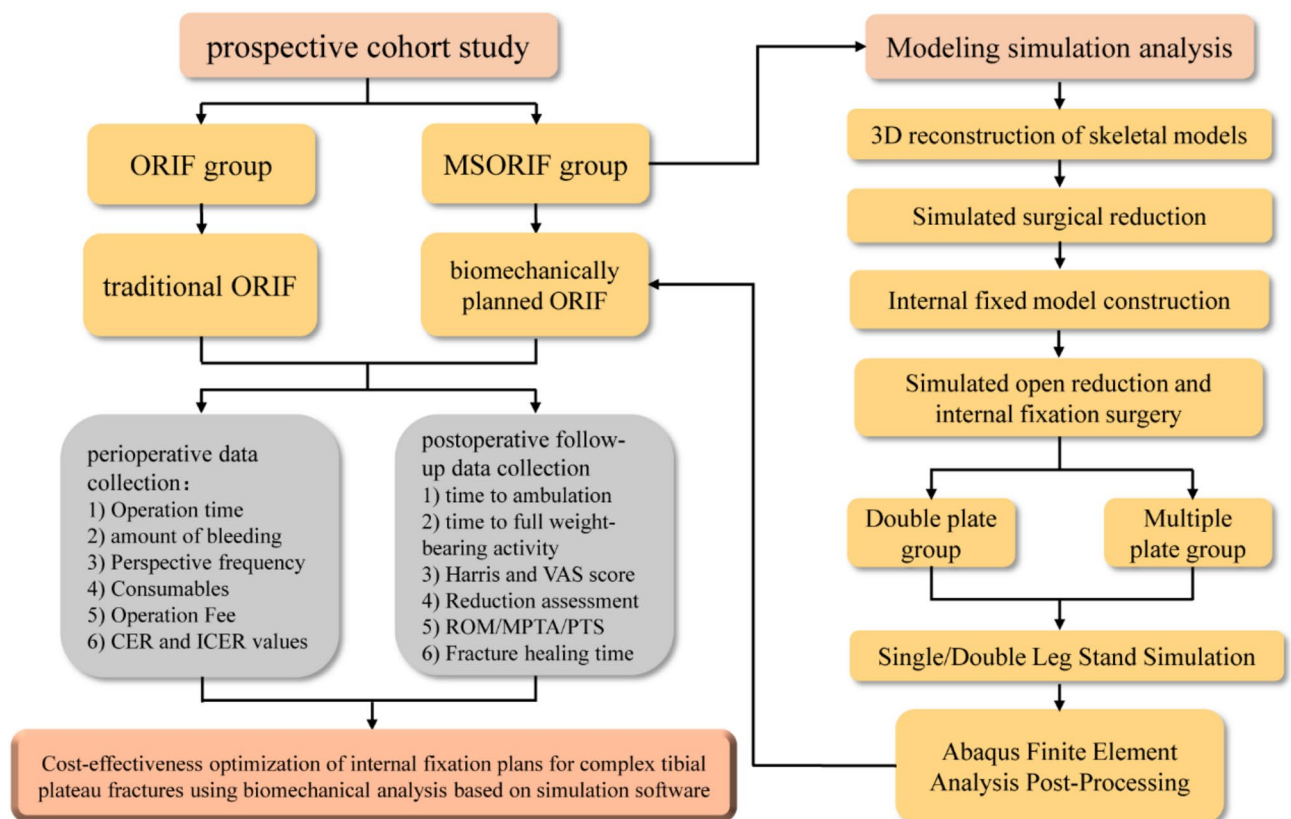 prospective cohort study
ORIF group
MSORIF group
traditional ORIF
biomechanically
planned ORIF
perioperative data
collection：
1) Operation time
2) amount of bleeding
3) Perspective frequency
4) Consumables
5) Operation Fee
6) CER and ICER values
postoperative follow-
up data collection
1) time to ambulation
2) time to full weight-
bearing activity
3) Harris and VAS score
4) Reduction assessment
5) ROM/MPTA/PTS
6) Fracture healing time
Cost-effectiveness optimization of internal fixation plans for complex tibial
plateau fractures using biomechanical analysis based on simulation software
Modeling simulation analysis
3D reconstruction of skeletal models
Simulated surgical reduction
Internal fixed model construction
Simulated open reduction and
internal fixation surgery
Double plate
group
Multiple
plate group
Single/Double Leg Stand Simulation
Abaqus Finite Element
Analysis Post-Processing